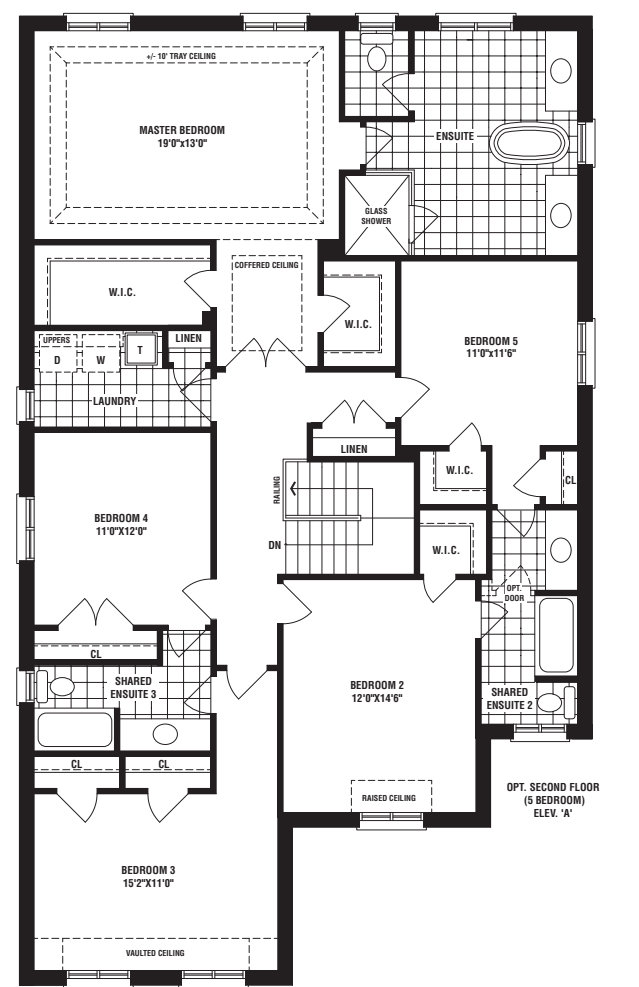 +/- 10' TRAY CEILING
MASTER BEDROOM
19'0"x13'0"
ENSUITE
GLASS
SHOWER
COFFERED CEILING
W.I.C.
W.I.C.
UPPERS
D
W
T
LINEN
LAUNDRY
BEDROOM 5
11'0"x11'6"
LINEN
W.I.C.
CL
RAILING
DN
BEDROOM 4
11'0"X12'0"
W.I.C.
OPT.
DOOR
CL
SHARED
ENSUITE 3
BEDROOM 2
12'0"X14'6"
SHARED
ENSUITE 2
CL
CL
RAISED CEILING
OPT. SECOND FLOOR
(5 BEDROOM)
ELEV. 'A'
BEDROOM 3
15'2"X11'0"
VAULTED CEILING